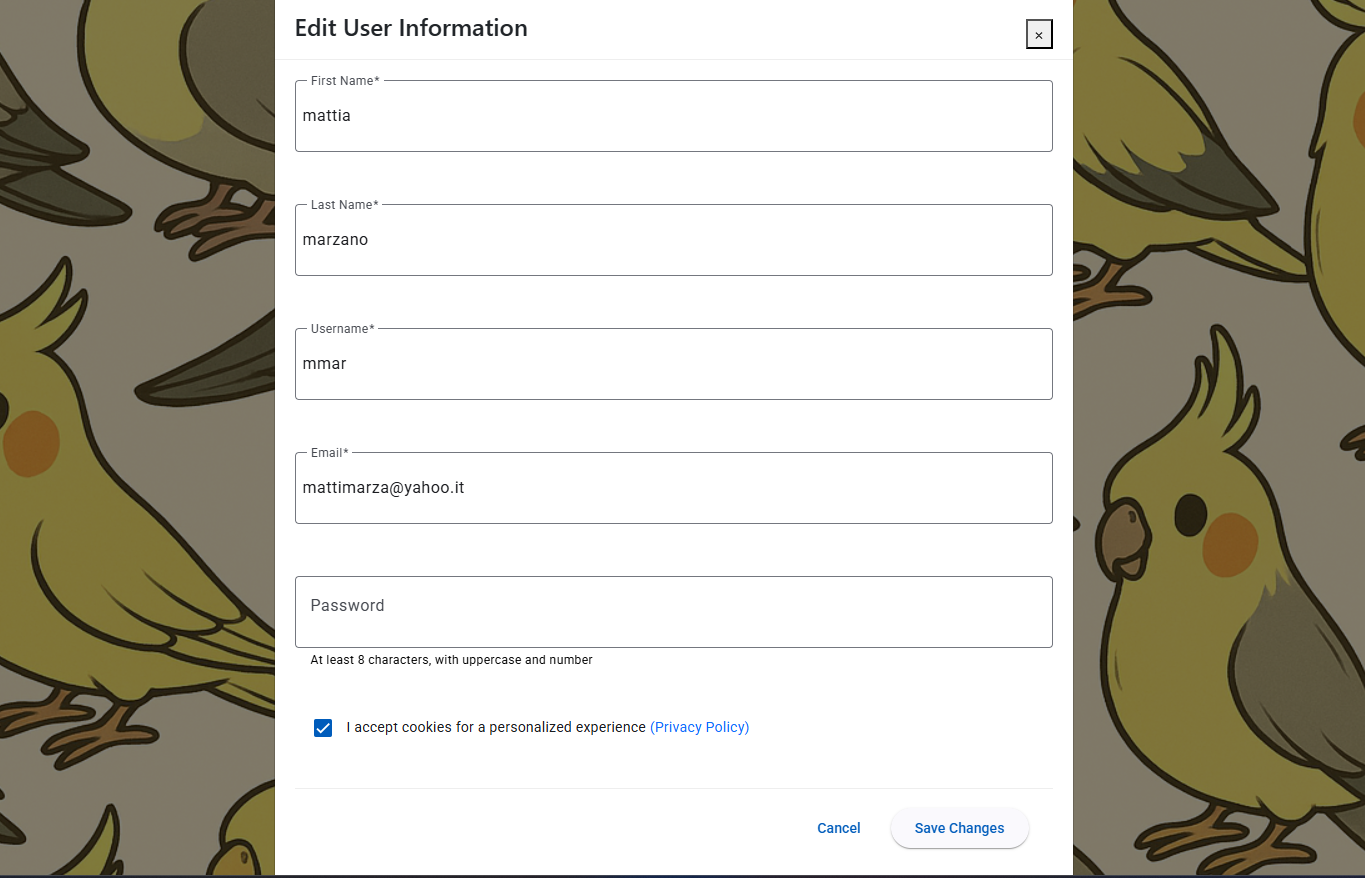 Edit User Information
×
First Name*
mattia
Last Name*
marzano
Username*
mmar
Email*
mattimarza@yahoo.it
Password
At least 8 characters, with uppercase and number
I accept cookies for a personalized experience (Privacy Policy)
Cancel Save Changes